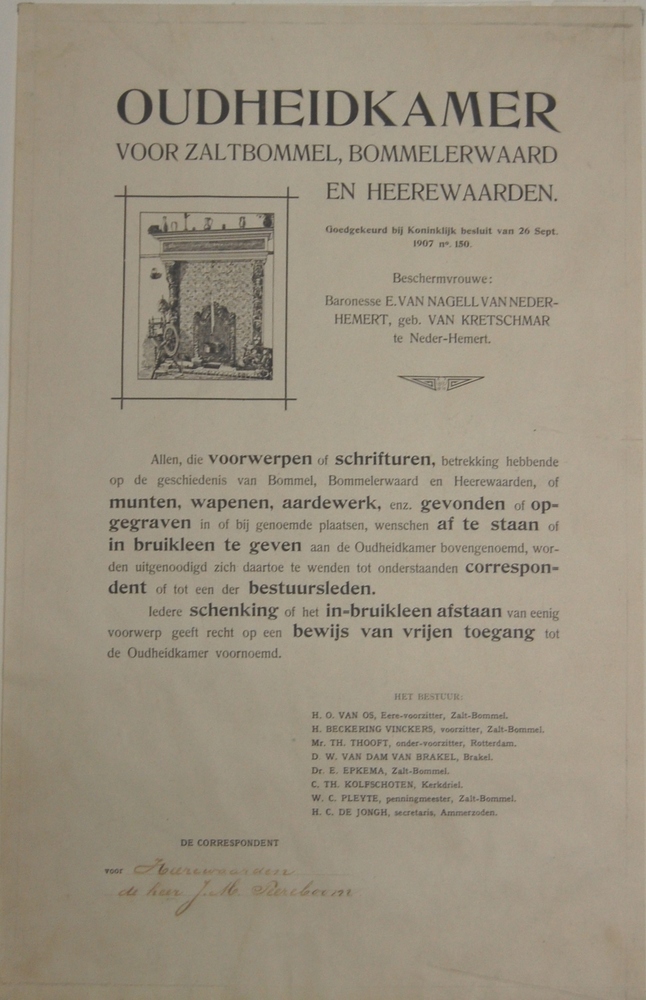 OUDHEIDKAMER
VOOR ZALTBOMMEL, BOMMELERWAARD
EN HEEREWAARDEN.
Goedgekeurd bij Koninklijk besluit van 26 Sept.
1907 nº. 150.
Beschermvrouwe:
Baronesse E. VAN NAGELL VAN NEDER-
HEMERT, geb. VAN KRETSCHMAR
te Neder-Hemert.
Allen, die voorwerpen of schrifturen, betrekking hebbende
op de geschiedenis van Bommel, Bommelerwaard en Heerewaarden, of
munten, wapenen, aardewerk, enz. gevonden of op=
gegraven in of bij genoemde plaatsen, wenschen af te staan of
in bruikleen te geven aan de Oudheidkamer bovengenoemd, wor-
den uitgenoodigd zich daartoe te wenden tot onderstaanden correspon=
dent of tot een der bestuursleden.
Iedere schenking of het in=bruikleen afstaan van eenig
voorwerp geeft recht op een bewijs van vrijen toegang tot
de Oudheidkamer voornoemd.
HET BESTUUR:
H. O. VAN OS, Eere-voorzitter, Zalt-Bommel.
H. BECKERING VINCKERS, voorzitter, Zalt-Bommel.
Mr. TH. THOOFT, onder-voorzitter, Rotterdam.
D. W. VAN DAM VAN BRAKEL, Brakel.
Dr. E. EPKEMA, Zalt-Bommel.
C. TH. KOLFSCHOTEN, Kerkdriel.
W. C. PLEYTE, penningmeester, Zalt-Bommel.
H. C. DE JONGH, secretaris, Ammerzoden.
DE CORRESPONDENT
voor Heerewaarden
de heer J. M. Piereboom